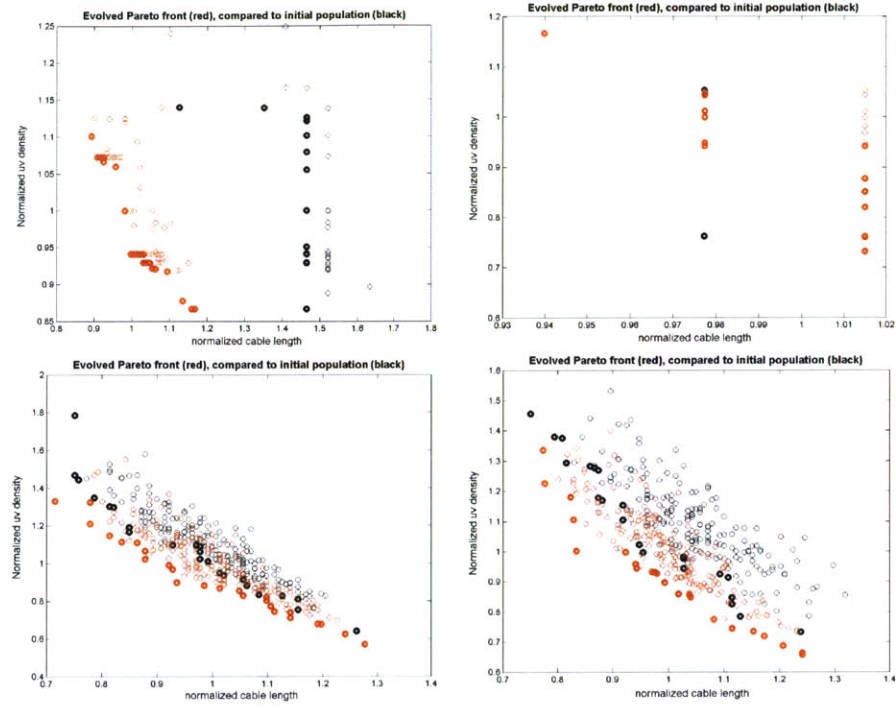 Evolved Pareto front (red), compared to initial population (black)
1.25
1.2
1.15
1.1
1.05
1
0.95
0.9
0.85
Normalized uv density
0.8 0.9 1 1.1 1.2 1.3 1.4 1.5 1.6 1.7 1.8
normalized cable length
Evolved Pareto front (red), compared to initial population (black)
1.2
1.1
1
0.9
0.8
0.7
0.6
Normalized uv density
0.93 0.94 0.95 0.96 0.97 0.98 0.99 1 1.01 1.02
normalized cable length
Evolved Pareto front (red), compared to initial population (black)
2
1.8
1.6
1.4
1.2
1
0.8
0.6
0.4
Normalized uv density
0.7 0.8 0.9 1 1.1 1.2 1.3 1.4
normalized cable length
Evolved Pareto front (red), compared to initial population (black)
1.6
1.5
1.4
1.3
1.2
1.1
1
0.9
0.8
0.7
0.6
Normalized uv density
0.7 0.8 0.9 1 1.1 1.2 1.3 1.4
normalized cable length